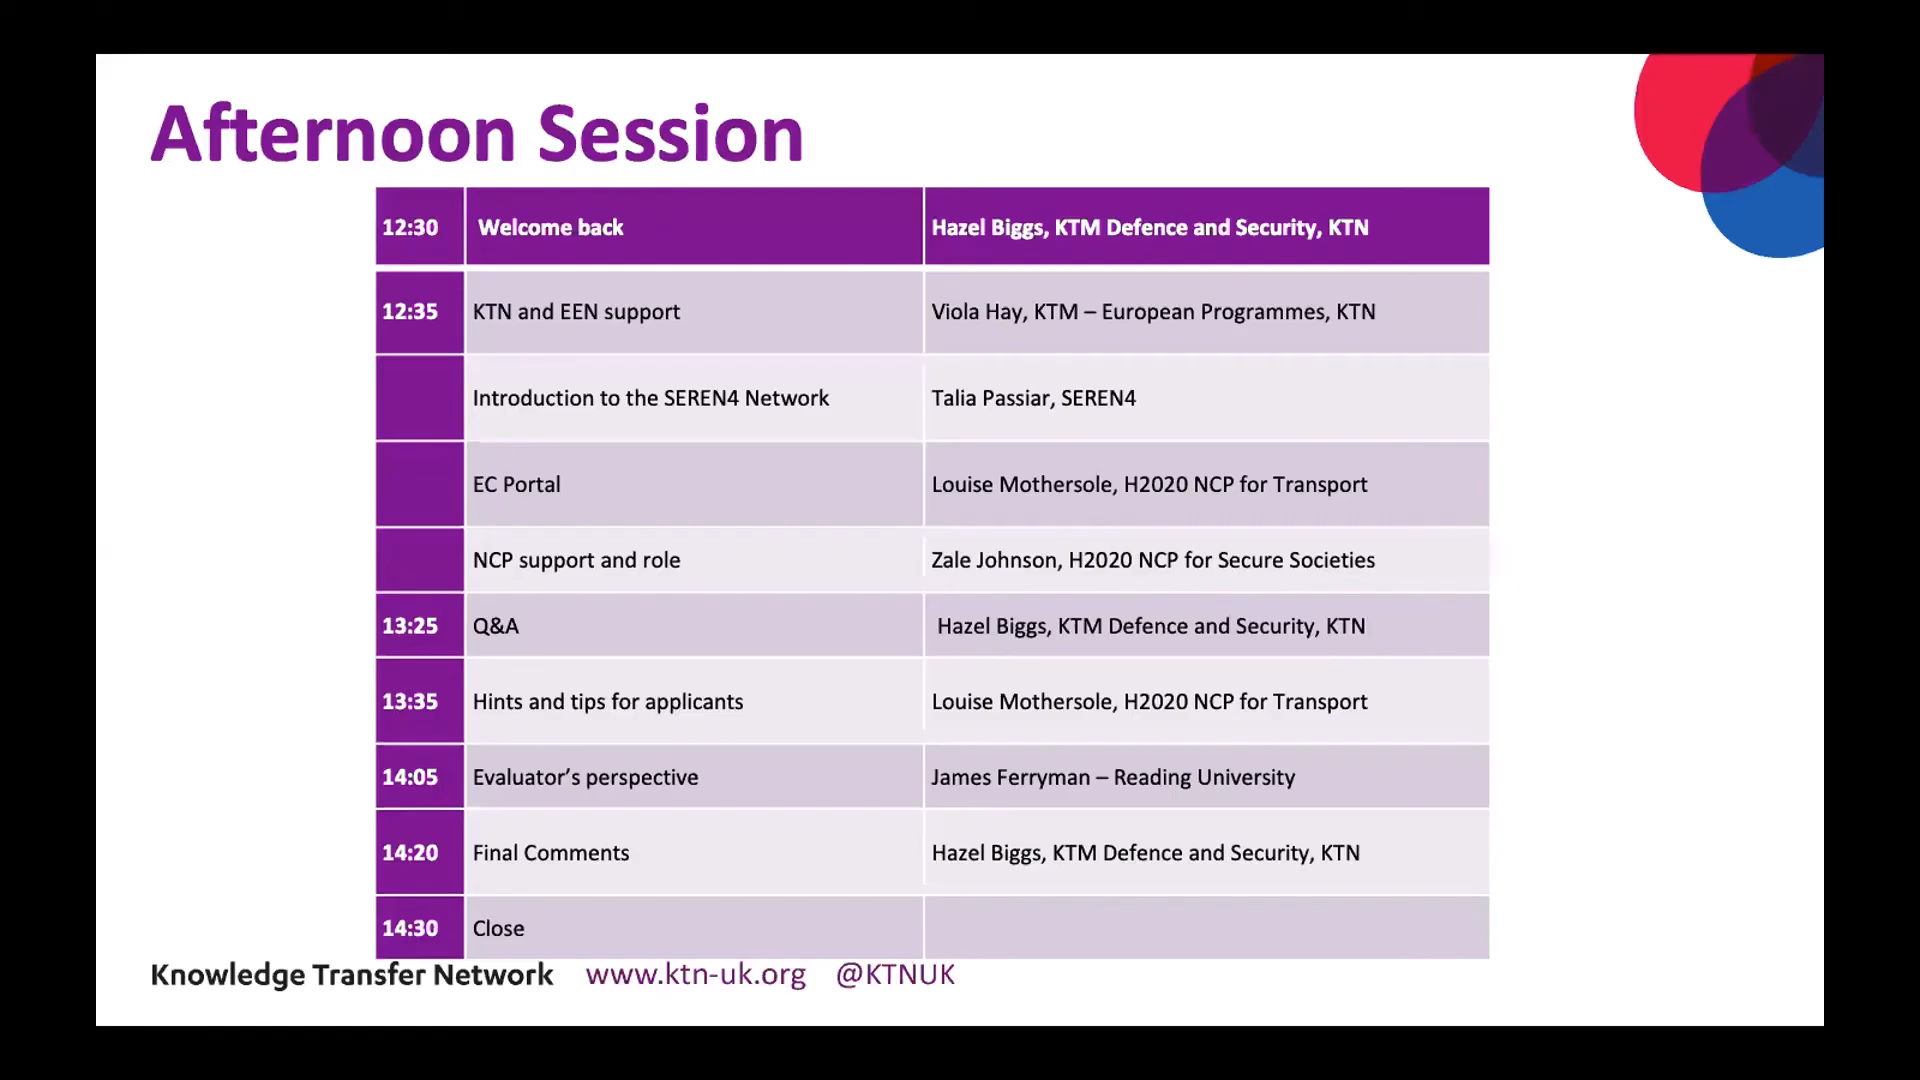 Afternoon Session
12:30 Welcome back Hazel Biggs, KTM Defence and Security, KTN
12:35 KTN and EEN support Viola Hay, KTM – European Programmes, KTN
Introduction to the SEREN4 Network Talia Passiar, SEREN4
EC Portal Louise Mothersole, H2020 NCP for Transport
NCP support and role Zale Johnson, H2020 NCP for Secure Societies
13:25 Q&A Hazel Biggs, KTM Defence and Security, KTN
13:35 Hints and tips for applicants Louise Mothersole, H2020 NCP for Transport
14:05 Evaluator’s perspective James Ferryman – Reading University
14:20 Final Comments Hazel Biggs, KTM Defence and Security, KTN
14:30 Close
Knowledge Transfer Network www.ktn-uk.org @KTNUK